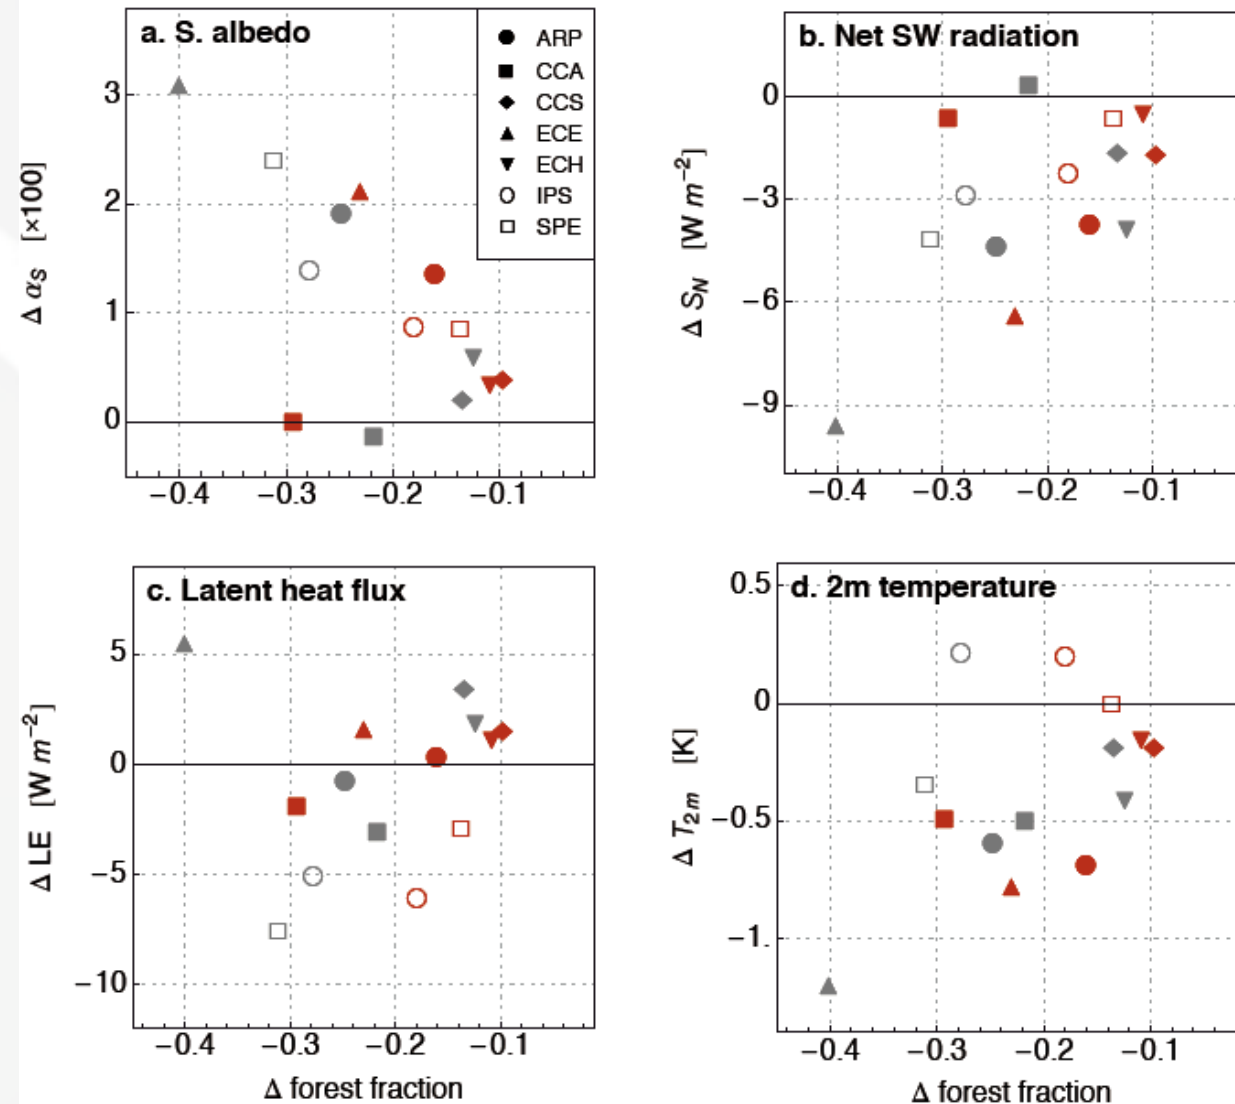 a. S. albedo
ARP
CCA
CCS
ECE
ECH
IPS
SPE
3
2
1
0
Δ αS [×100]
−0.4 −0.3 −0.2 −0.1
b. Net SW radiation
0
−3
−6
−9
Δ SN [W m−2]
−0.4 −0.3 −0.2 −0.1
c. Latent heat flux
5
0
−5
−10
Δ LE [W m−2]
−0.4 −0.3 −0.2 −0.1
Δ forest fraction
d. 2m temperature
0.5
0
−0.5
−1.
Δ T2m [K]
−0.4 −0.3 −0.2 −0.1
Δ forest fraction